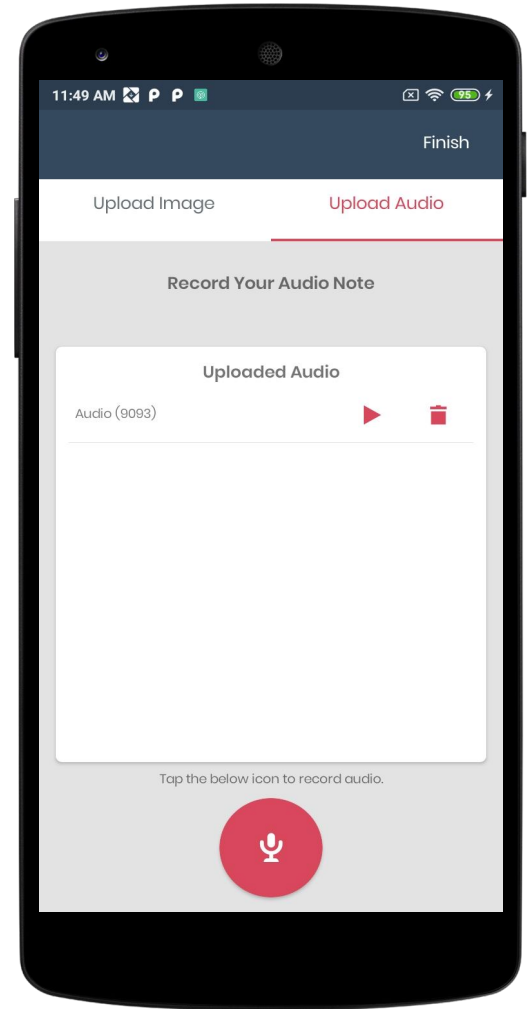 11:49 AM 95
Finish
Upload Image Upload Audio
Record Your Audio Note
Uploaded Audio
Audio (9093)
Tap the below icon to record audio.